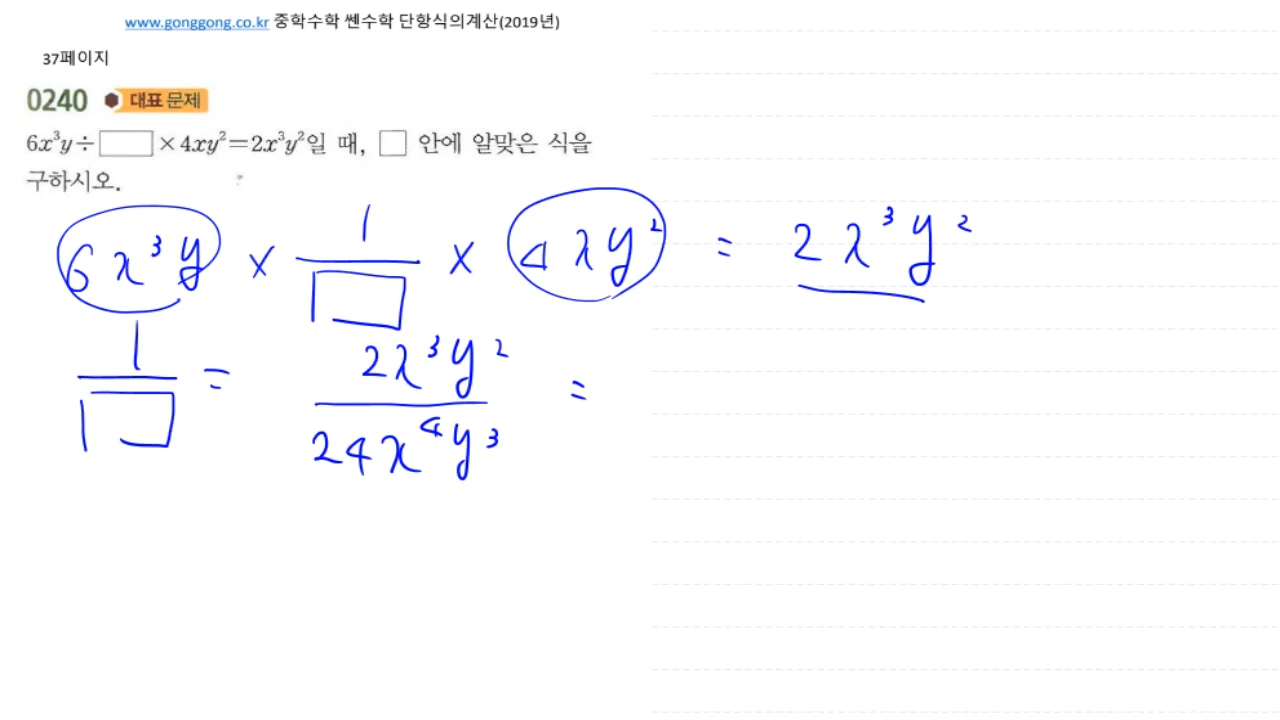 www.gonggong.co.kr 중학수학 쎈수학 단항식의계산(2019년)
37페이지
0240 대표 문제
6x³y÷□×4xy²=2x³y²일 때, □ 안에 알맞은 식을
구하시오.
6x³y × 1/□ × 4xy² = 2x³y²
1/□ = 2x³y²/24x⁴y³ =